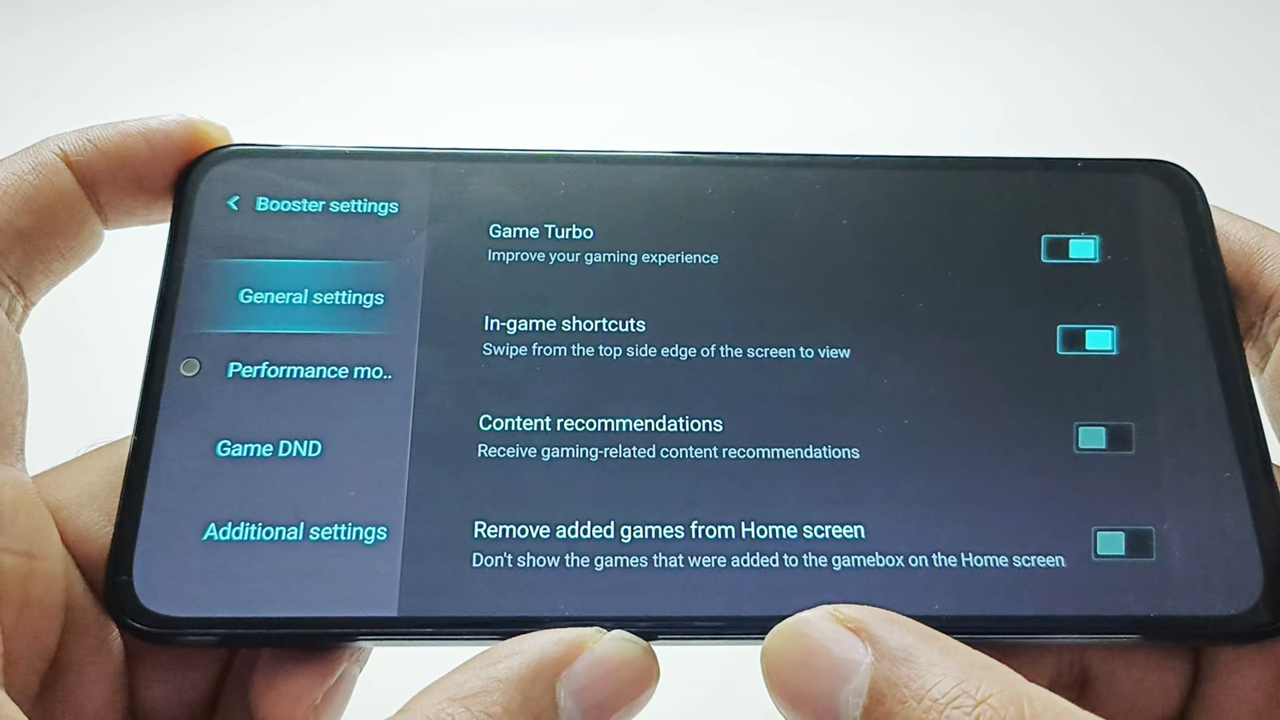 Booster settings
General settings
Performance mo..
Game DND
Additional settings
Game Turbo
Improve your gaming experience
In-game shortcuts
Swipe from the top side edge of the screen to view
Content recommendations
Receive gaming-related content recommendations
Remove added games from Home screen
Don't show the games that were added to the gamebox on the Home screen